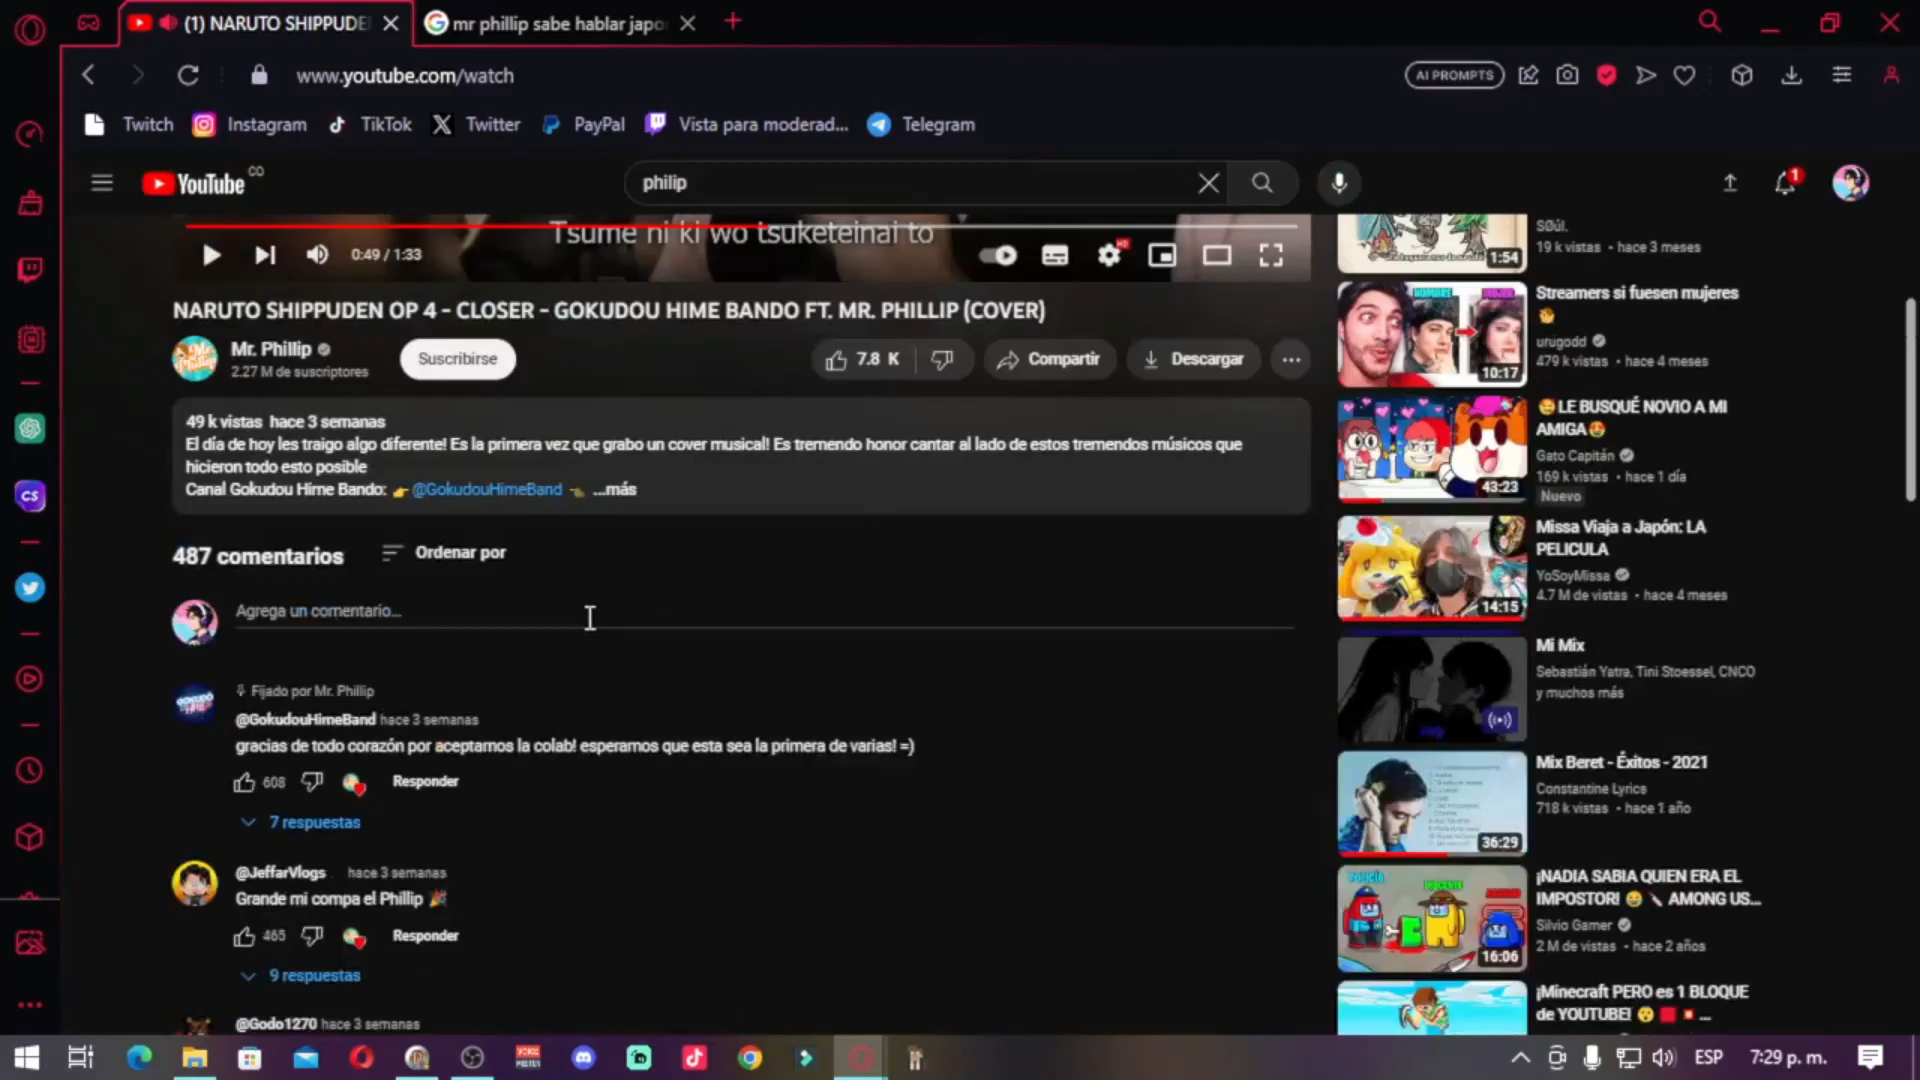 (1) NARUTO SHIPPUDE
mr phillip sabe hablar japo
www.youtube.com/watch
AI PROMPTS
Twitch
Instagram
TikTok
Twitter
PayPal
Vista para moderad...
Telegram
YouTube CO
philip
1
Tsume ni ki wo tsuketeinai to
0:49 / 1:33
HD
NARUTO SHIPPUDEN OP 4 - CLOSER - GOKUDOU HIME BANDO FT. MR. PHILLIP (COVER)
Mr. Phillip
2.27 M de suscriptores
Suscribirse
7.8 K
Compartir
Descargar
49 k vistas hace 3 semanas
El día de hoy les traigo algo diferente! Es la primera vez que grabo un cover musical! Es tremendo honor cantar al lado de estos tremendos músicos que
hicieron todo esto posible
Canal Gokudou Hime Bando: 👉 @GokudouHimeBand 👈 ...más
487 comentarios
Ordenar por
Agrega un comentario...
Fijado por Mr. Phillip
@GokudouHimeBand hace 3 semanas
gracias de todo corazón por aceptarnos la colab! esperamos que esta sea la primera de varias! =)
608
Responder
7 respuestas
@JeffarVlogs hace 3 semanas
Grande mi compa el Phillip 🎉
465
Responder
9 respuestas
@Godo1270 hace 3 semanas
1:54
S0úl.
19 k vistas • hace 3 meses
HOMBRE
MUJER
10:17
Streamers si fuesen mujeres
urugodd
479 k vistas • hace 4 meses
43:23
🤩LE BUSQUÉ NOVIO A MI
AMIGA😍
Gato Capitán
169 k vistas • hace 1 día
Nuevo
14:15
Missa Viaja a Japón: LA
PELICULA
YoSoyMissa
4.7 M de vistas • hace 4 meses
Mi Mix
Sebastián Yatra, Tini Stoessel, CNCO
y muchos más
36:29
Mix Beret - Éxitos - 2021
Constantine Lyrics
718 k vistas • hace 1 año
16:06
¡NADIA SABIA QUIEN ERA EL
IMPOSTOR! 😂 🔪 AMONG US...
Silvio Gamer
2 M de vistas • hace 2 años
¡Minecraft PERO es 1 BLOQUE
de YOUTUBE! 😮 🟥 ...
CS
ESP
7:29 p. m.